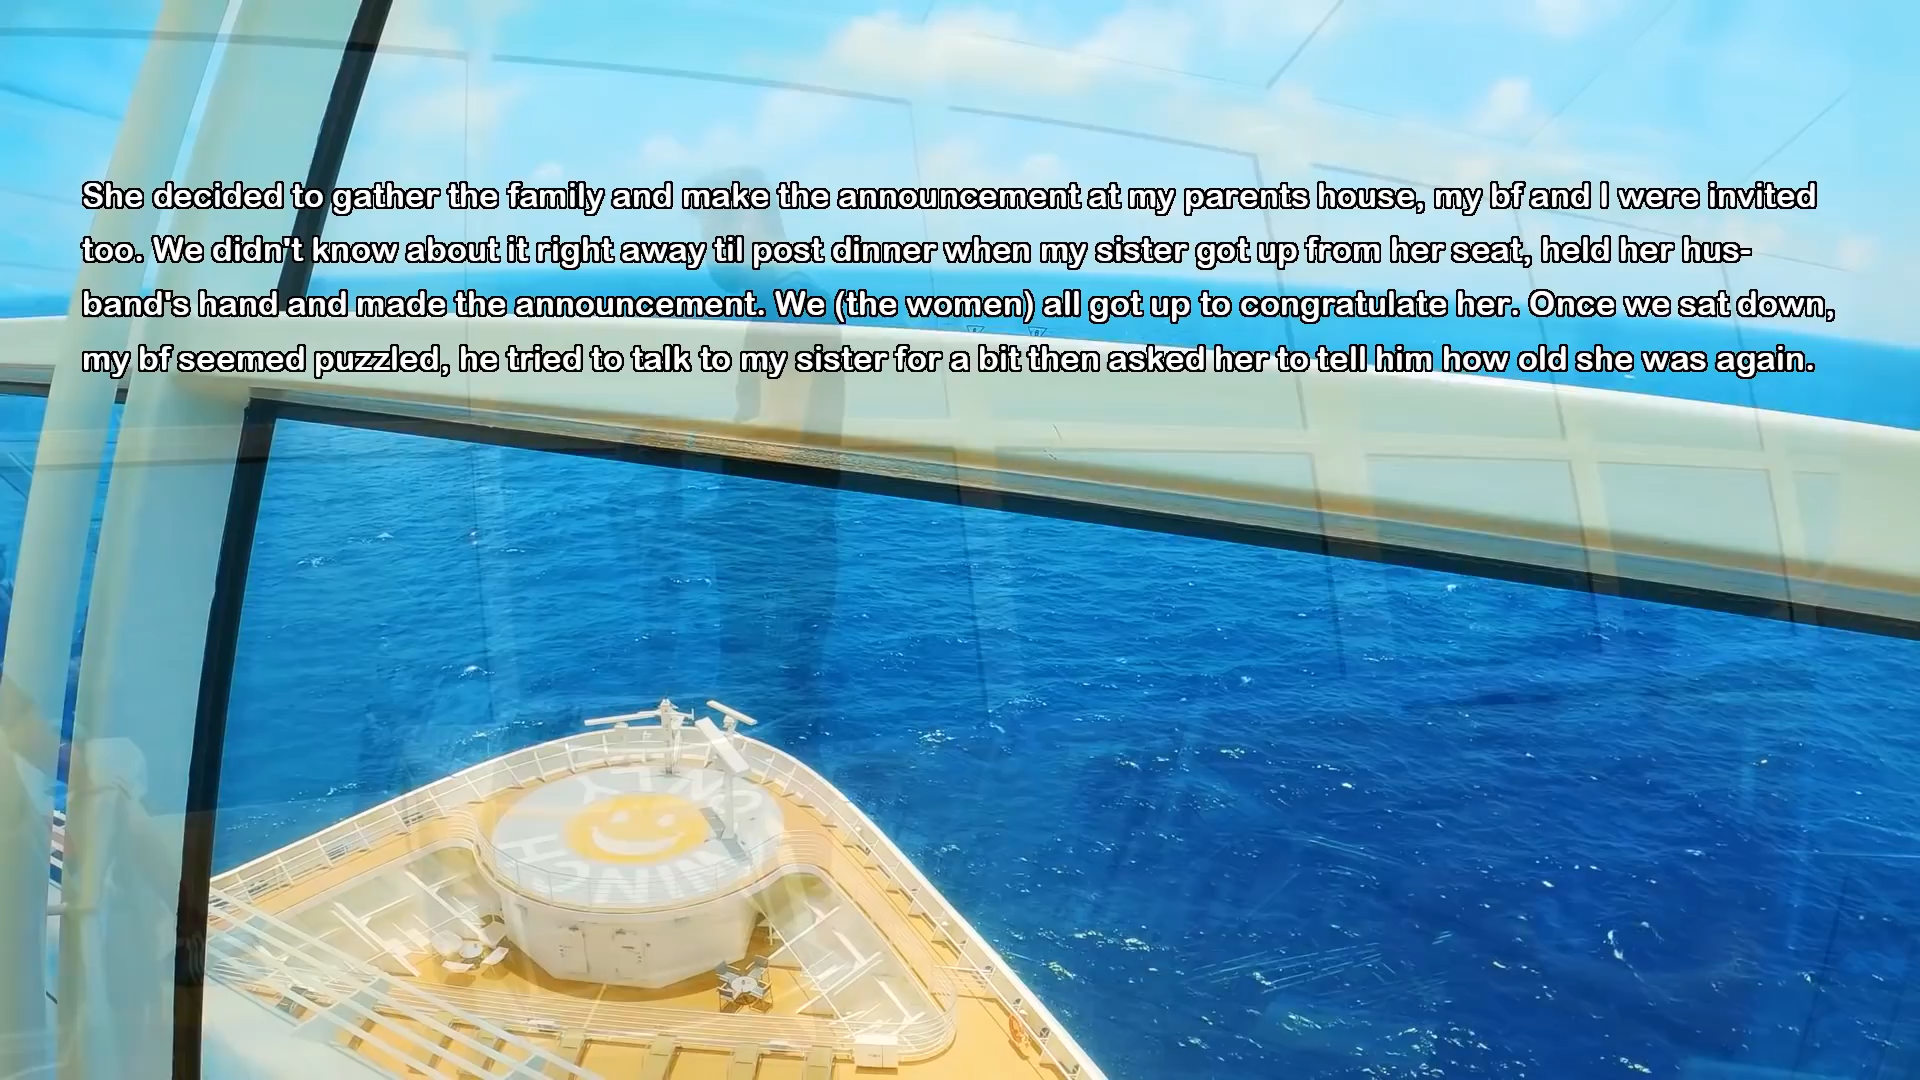 She decided to gather the family and make the announcement at my parents house, my bf and I were invited
too. We didn't know about it right away til post dinner when my sister got up from her seat, held her hus-
band's hand and made the announcement. We (the women) all got up to congratulate her. Once we sat down,
my bf seemed puzzled, he tried to talk to my sister for a bit then asked her to tell him how old she was again.
WINCH
ONLY